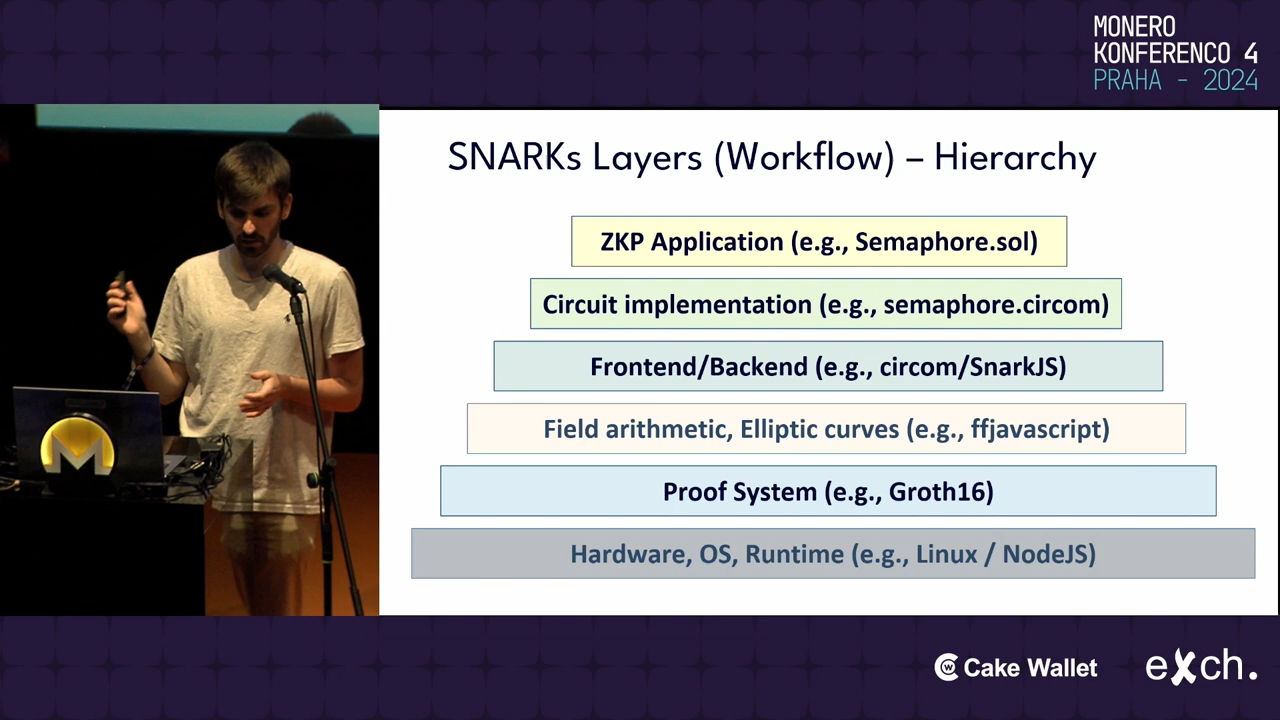 MONERO
KONFERENCO 4
PRAHA - 2024
SNARKs Layers (Workflow) – Hierarchy
ZKP Application (e.g., Semaphore.sol)
Circuit implementation (e.g., semaphore.circom)
Frontend/Backend (e.g., circom/SnarkJS)
Field arithmetic, Elliptic curves (e.g., ffjavascript)
Proof System (e.g., Groth16)
Hardware, OS, Runtime (e.g., Linux / NodeJS)
Cake Wallet
exch.